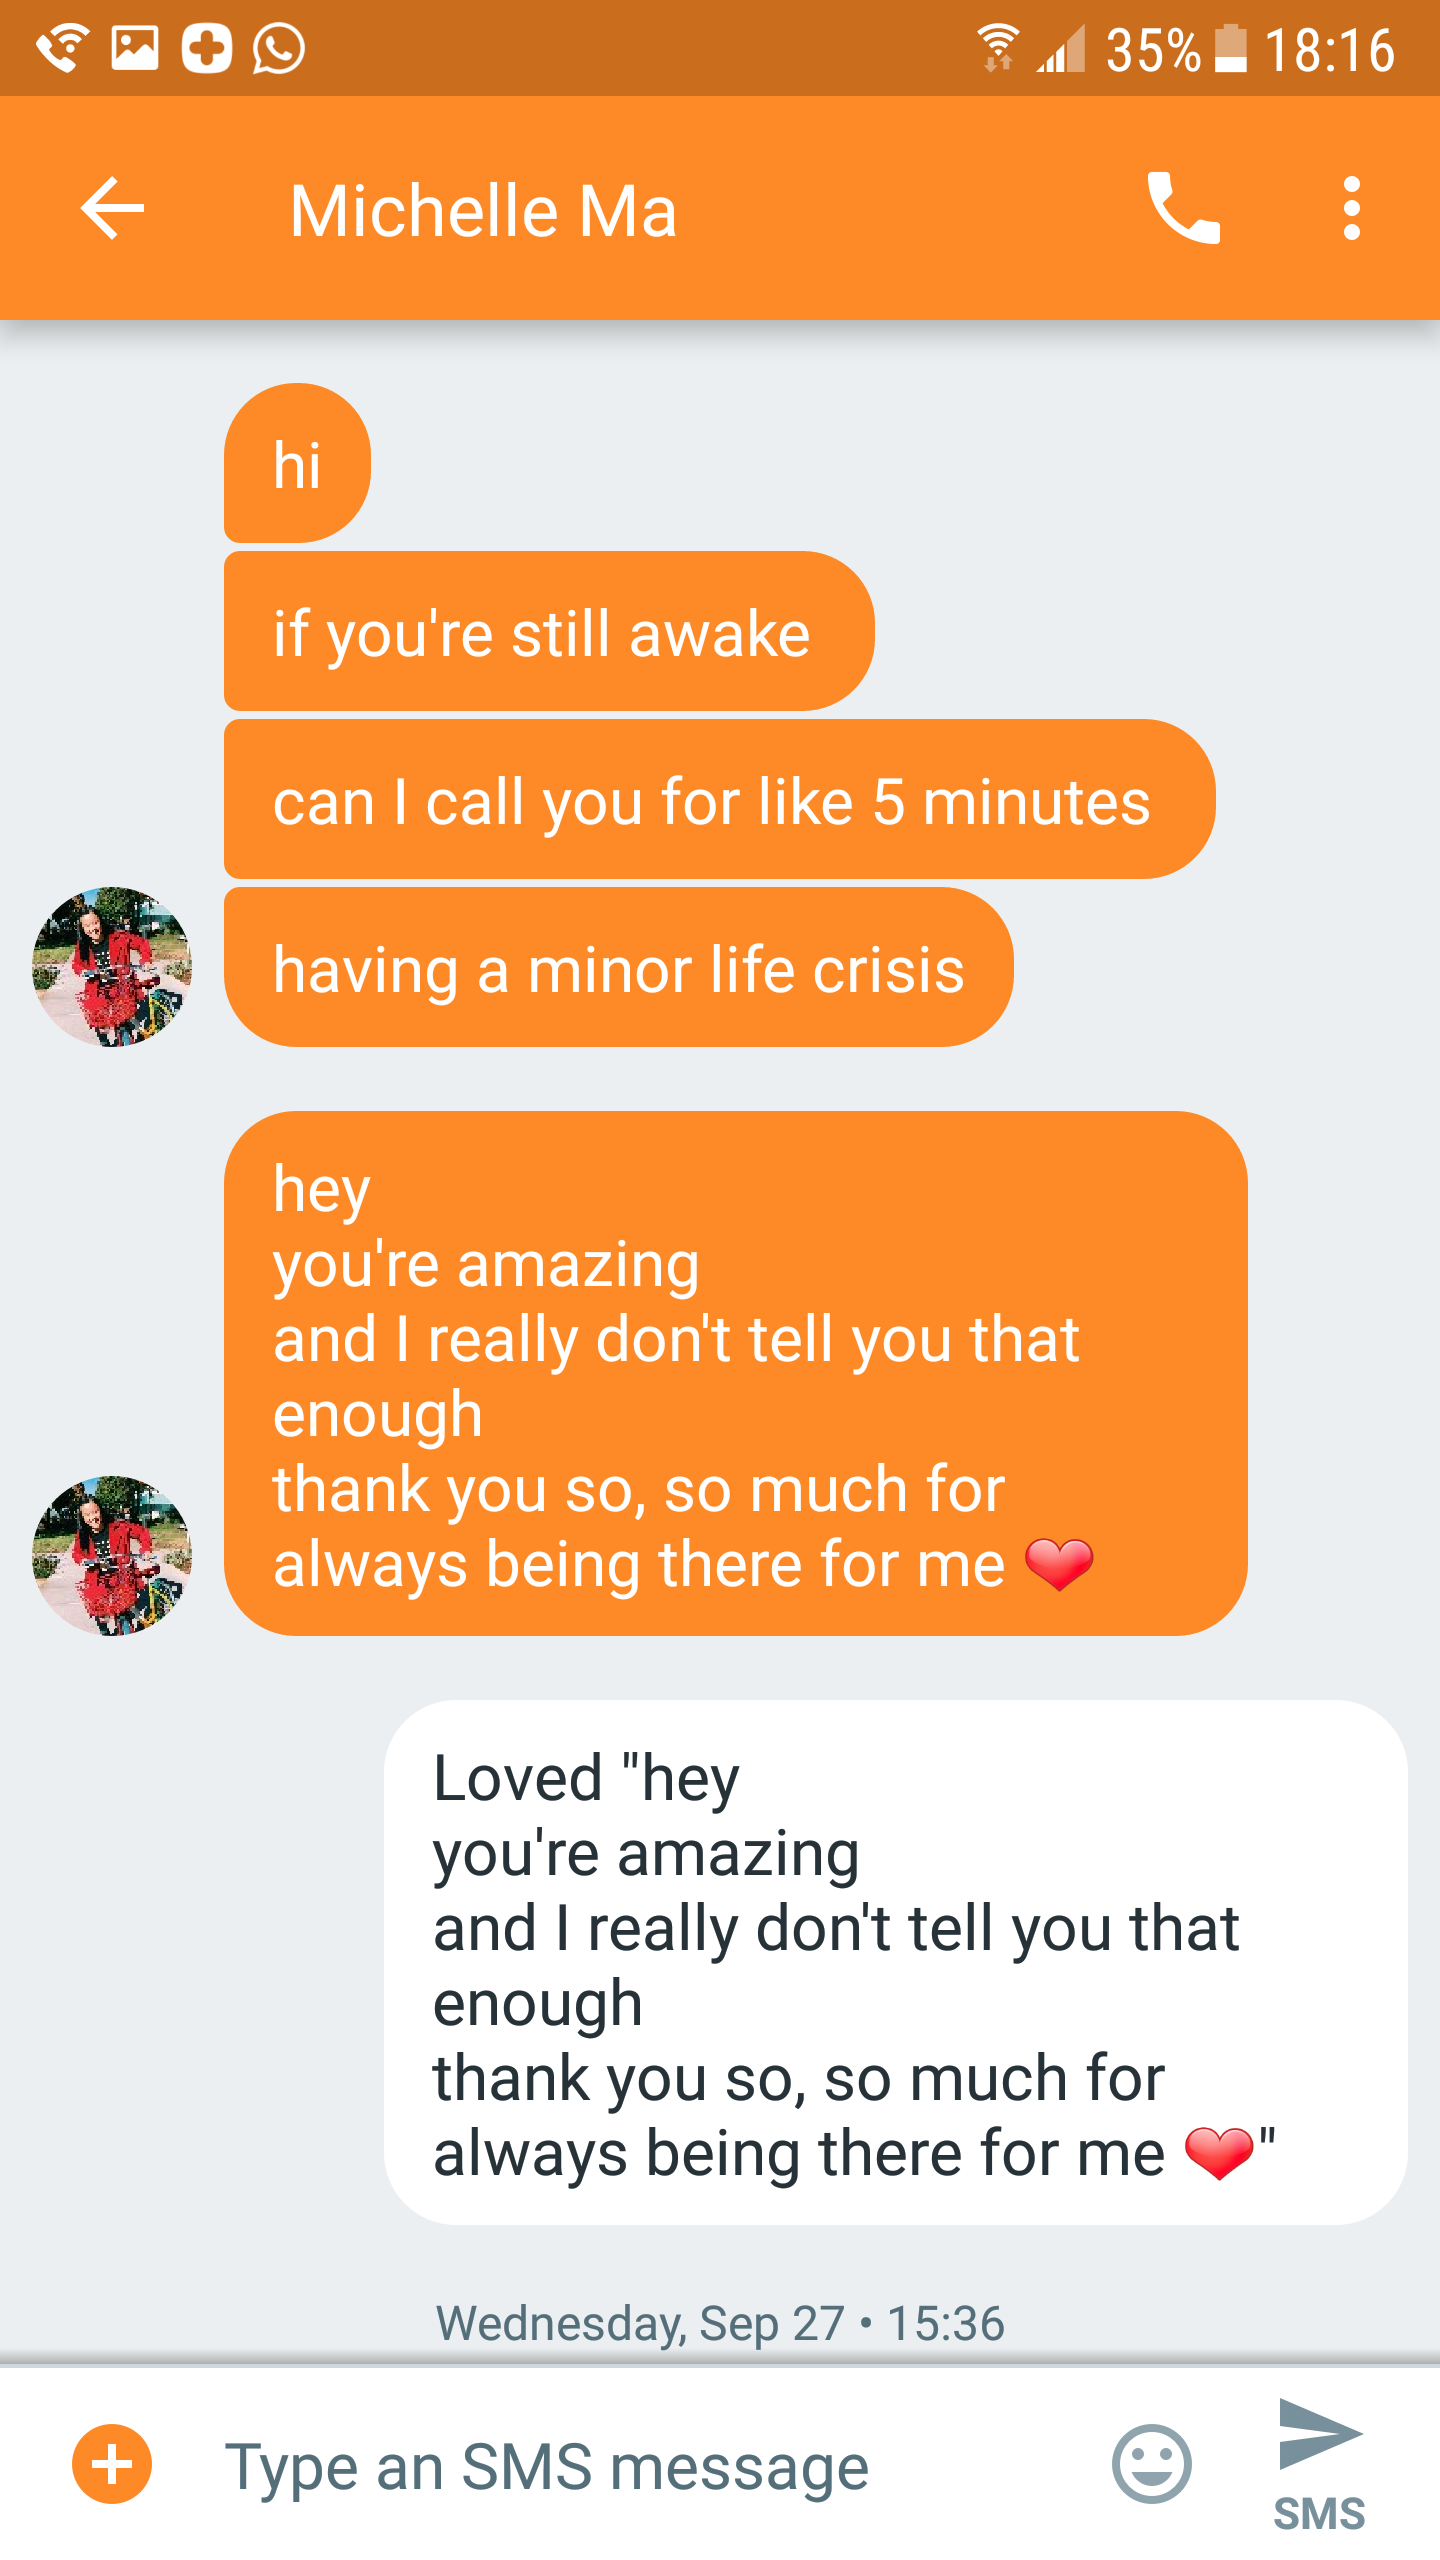 35% 18:16
Michelle Ma
hi
if you're still awake
can I call you for like 5 minutes
having a minor life crisis
hey
you're amazing
and I really don't tell you that
enough
thank you so, so much for
always being there for me ❤
Loved "hey
you're amazing
and I really don't tell you that
enough
thank you so, so much for
always being there for me ❤"
Wednesday, Sep 27 • 15:36
Type an SMS message
SMS